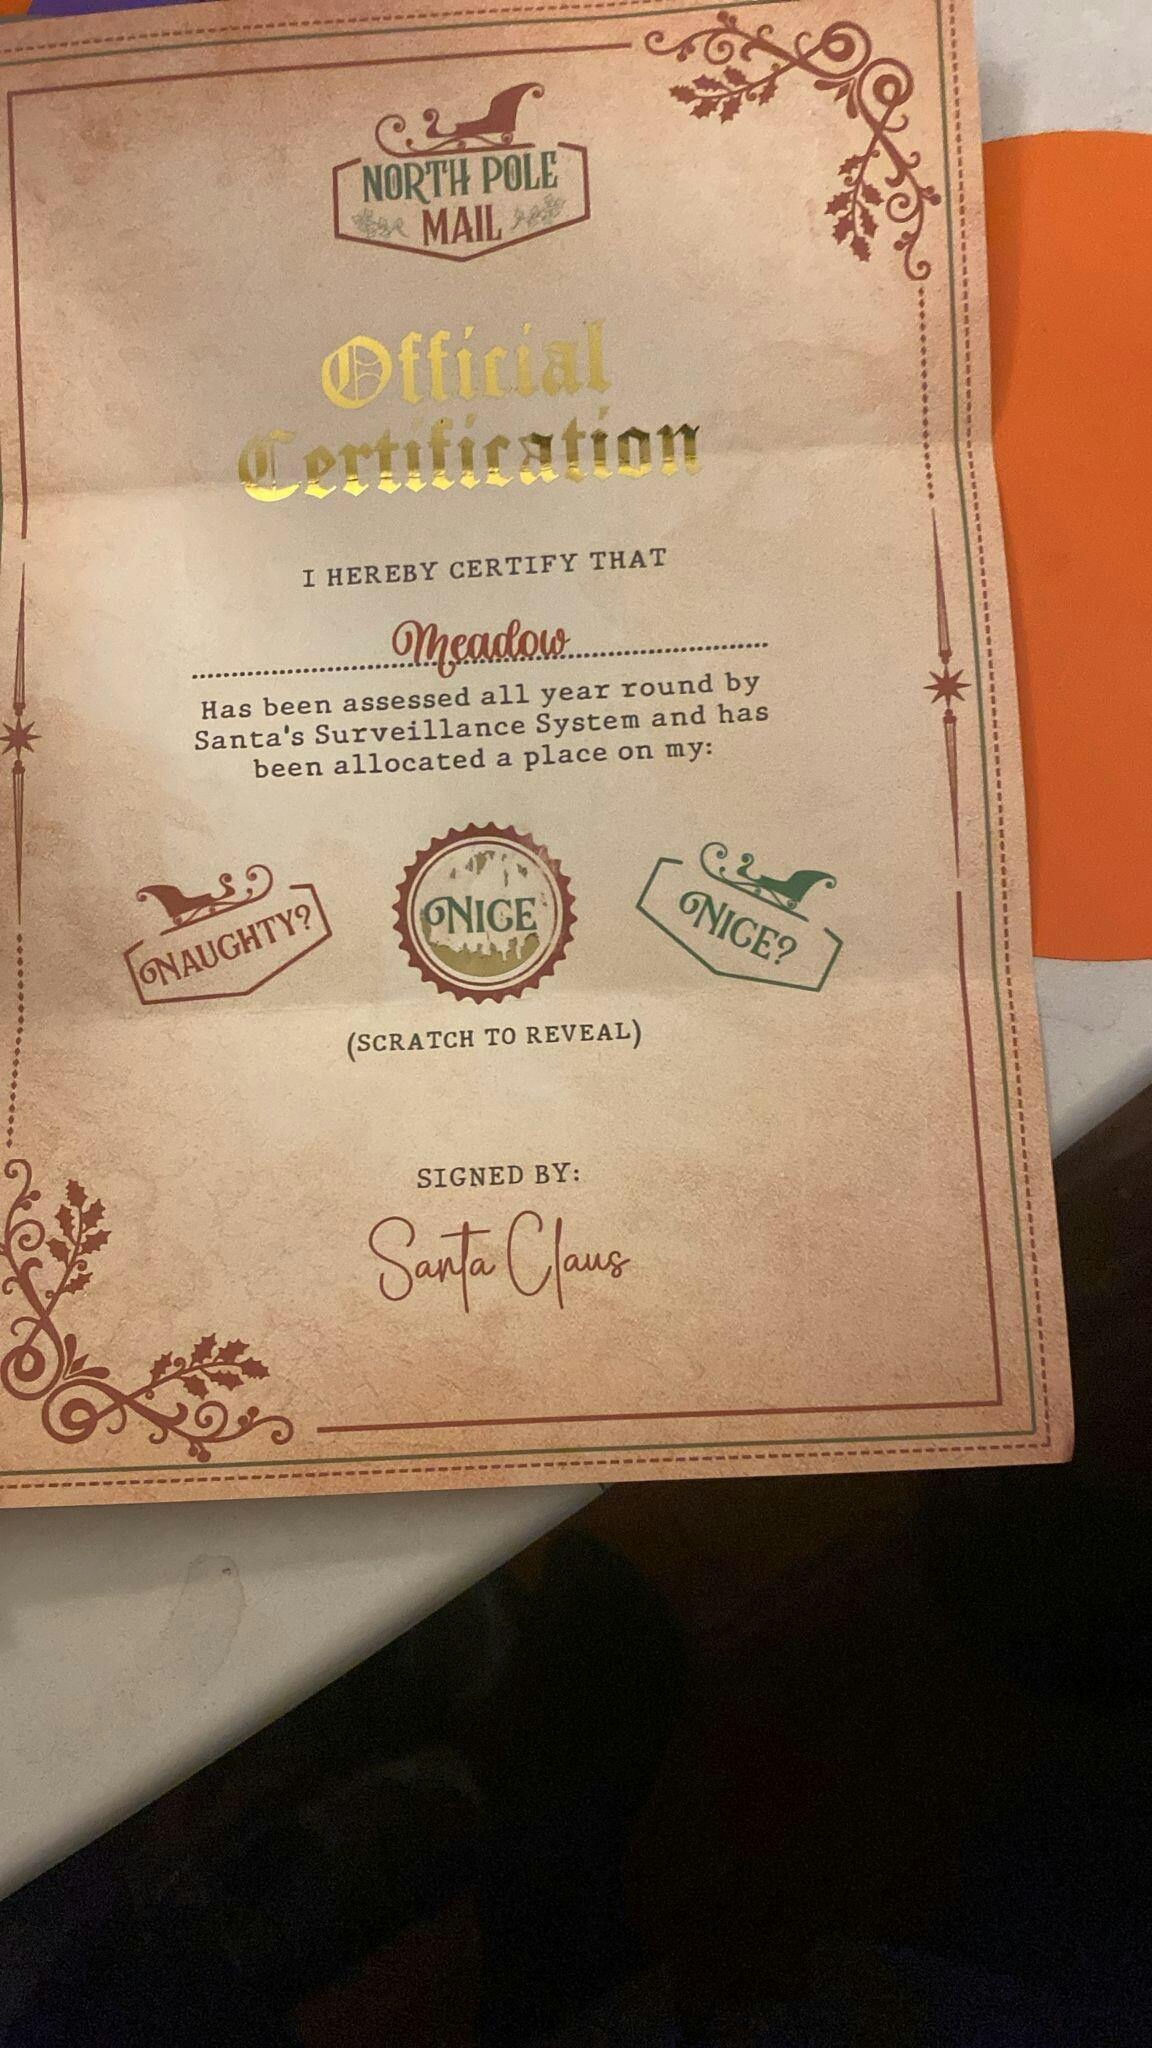 NORTH POLE
MAIL
Official
Certification
I HEREBY CERTIFY THAT
Meadow
Has been assessed all year round by
Santa's Surveillance System and has
been allocated a place on my:
NAUGHTY?
NICE
NICE?
(SCRATCH TO REVEAL)
SIGNED BY:
Santa Claus